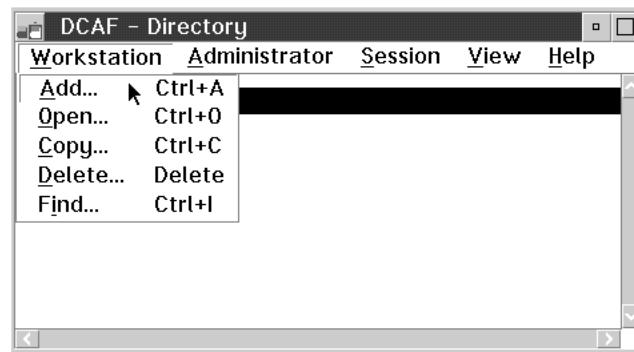 DCAF - Directory
Workstation Administrator Session View Help
Add... Ctrl+A
Open... Ctrl+O
Copy... Ctrl+C
Delete... Delete
Find... Ctrl+I